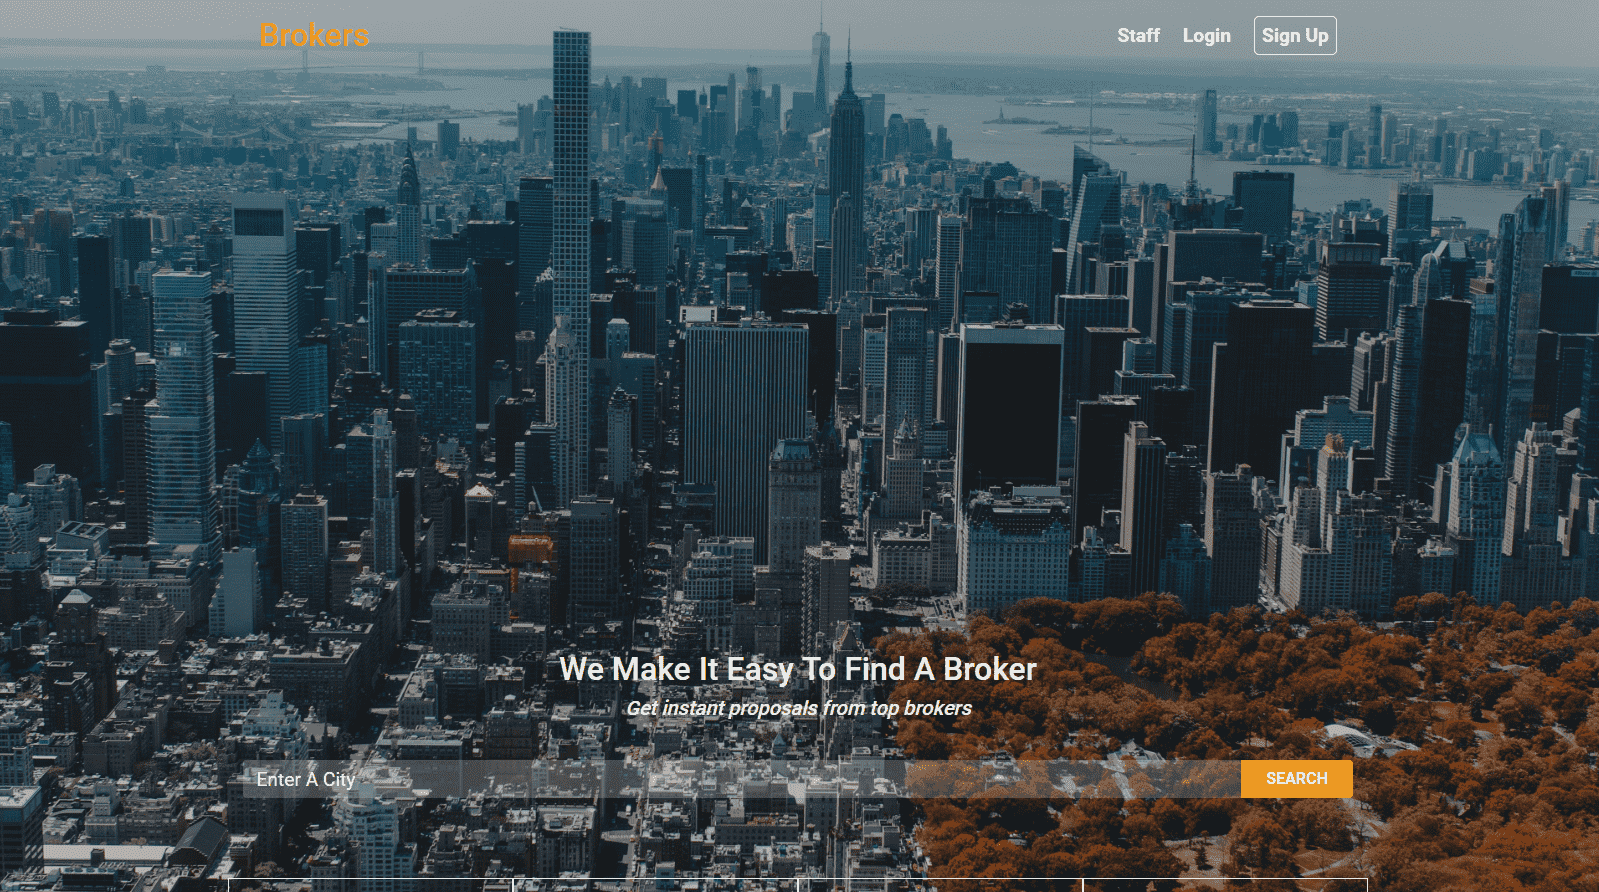 Brokers
Staff Login Sign Up
We Make It Easy To Find A Broker
Get instant proposals from top brokers
Enter A City
SEARCH